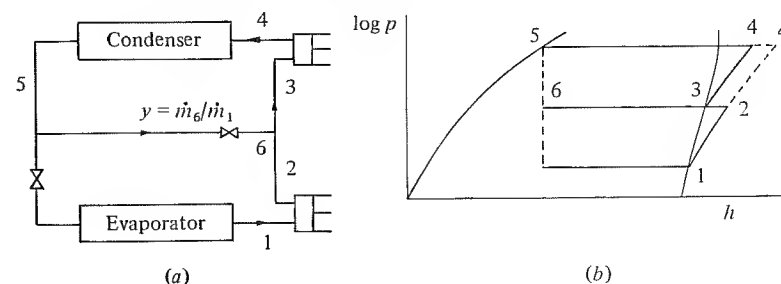 4
Condenser
5
3
y = ṁ₆/ṁ₁
6
2
Evaporator
1
(a)
log p
5
4
6
3
2
1
h
(b)